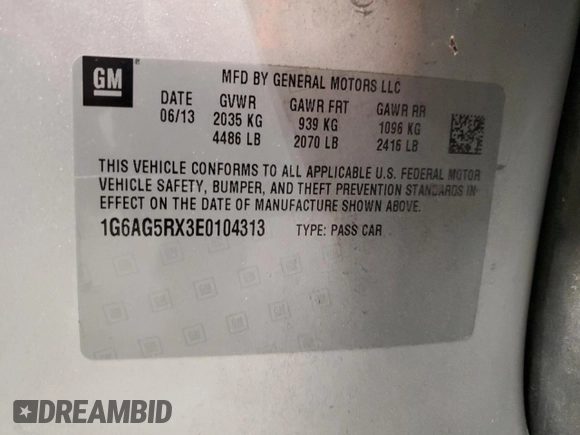 GM
MFD BY GENERAL MOTORS LLC
DATE GVWR GAWR FRT GAWR RR
06/13 2035 KG 939 KG 1096 KG
4486 LB 2070 LB 2416 LB
THIS VEHICLE CONFORMS TO ALL APPLICABLE U.S. FEDERAL MOTOR
VEHICLE SAFETY, BUMPER, AND THEFT PREVENTION STANDARDS IN
EFFECT ON THE DATE OF MANUFACTURE SHOWN ABOVE.
1G6AG5RX3E0104313 TYPE: PASS CAR
DREAMBID